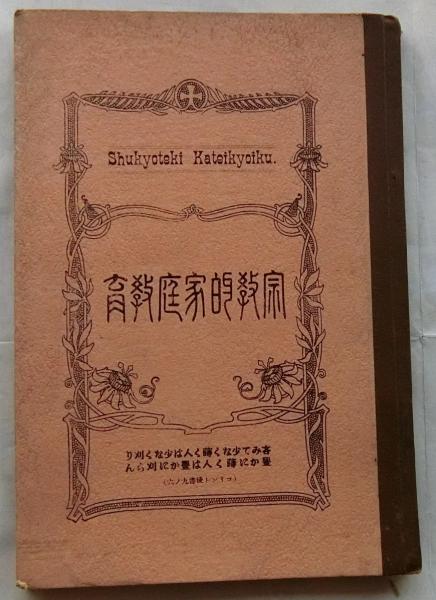 Shukyoteki Kateikyoiku.
宗教的家庭教育
吝みて少なく蒔く人は少なく刈り
豊かに蒔く人は豊かに刈らん
(コリント後書九ノ六)